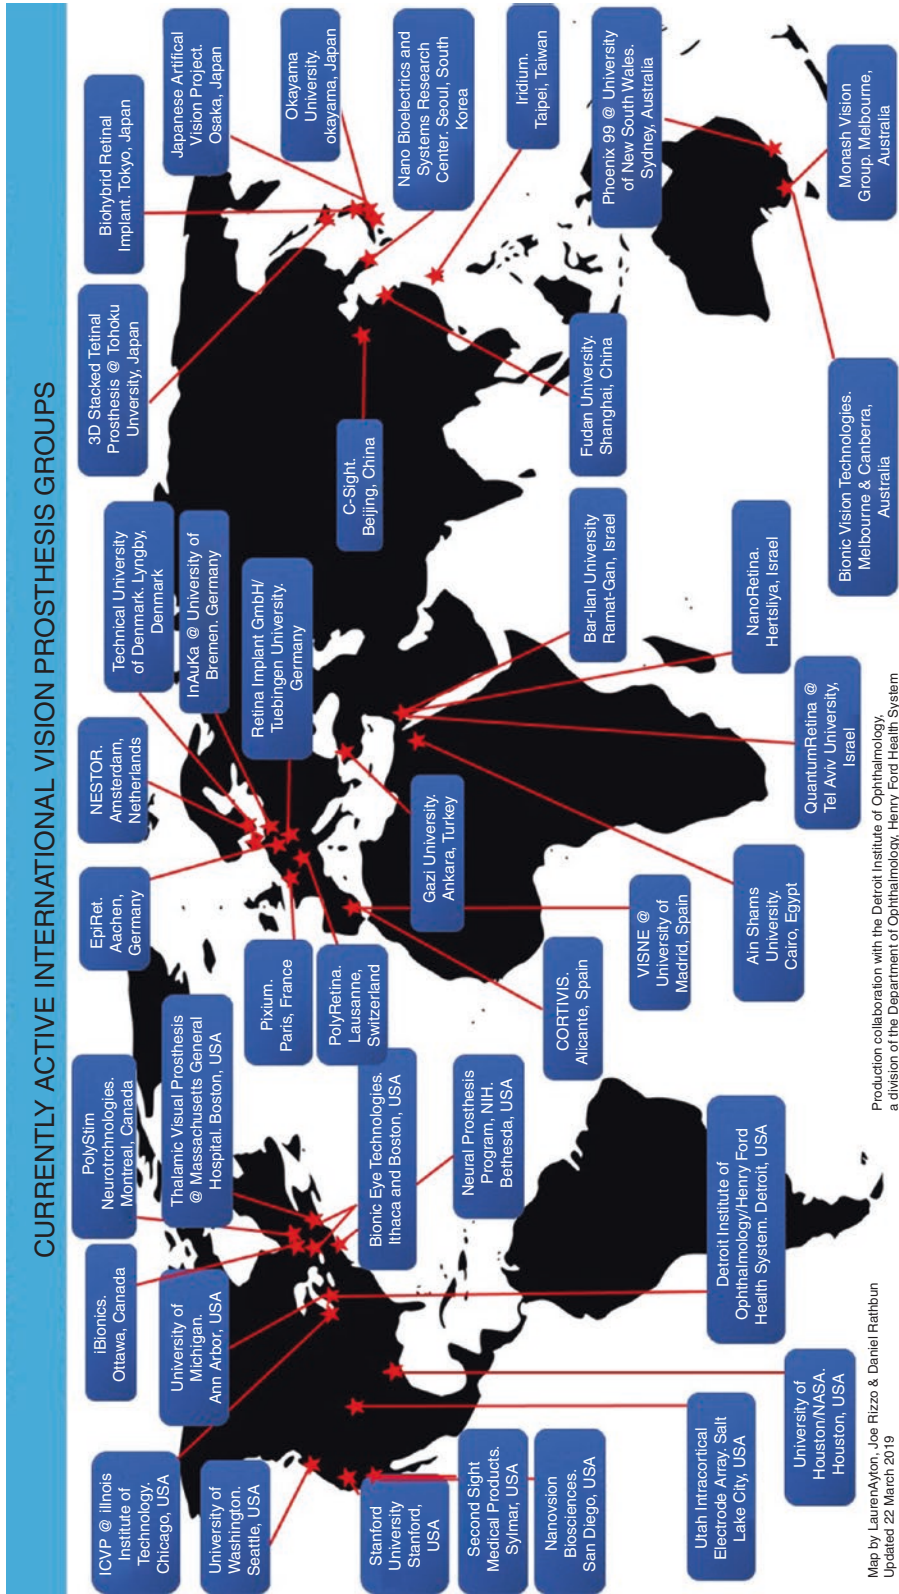 CURRENTLY ACTIVE INTERNATIONAL VISION PROSTHESIS GROUPS
ICVP @ illnois
Institute of
Technology.
Chicago, USA
iBionics.
Ottawa, Canada
PolyStim
Neurotrchnologies.
Montreal, Canada
University of
Michigan.
Ann Arbor, USA
Thalamic Visual Prosthesis
@ Massachusetts General
Hospital. Boston, USA
University of
Washington.
Seattle, USA
Stanford
University
Stanford,
USA
Second Sight
Medical Products.
Sylmar, USA
Nanovsion
Biosciences.
San Diego, USA
Bionic Eye Technologies.
Ithaca and Boston, USA
Neural Prosthesis
Program, NIH.
Bethesda, USA
Utah Intracortical
Electrode Array. Salt
Lake City, USA
University of
Houston/NASA.
Houston, USA
Detroit Institute of
Ophthalmology/Henry Ford
Health System. Detroit, USA
EpiRet.
Aachen,
Germany
NESTOR.
Amsterdam,
Netherlands
Technical University
of Denmark. Lyngby,
Denmark
InAuKa @ University of
Bremen. Germany
Retina Implant GmbH/
Tuebingen University.
Germany
Pixium.
Paris, France
PolyRetina.
Lausanne,
Switzerland
Gazi University.
Ankara, Turkey
CORTIVIS.
Alicante, Spain
VISNE @
University of
Madrid, Spain
Ain Shams
University.
Cairo, Egypt
Bar-Ilan University
Ramat-Gan, Israel
NanoRetina.
Hertsliya, Israel
QuantumRetina @
Tel Aviv University,
Israel
3D Stacked Tetinal
Prosthesis @ Tohoku
Unversity, Japan
Biohybrid Retinal
Implant. Tokyo, Japan
Japanese Artifical
Vision Project.
Osaka, Japan
Okayama
University.
okayama, Japan
Nano Bioelectrics and
Systems Research
Center. Seoul, South
Korea
C-Sight.
Beijing, China
Iridium.
Taipei, Taiwan
Fudan University.
Shanghai, China
Phoenix 99 @ University
of New South Wales.
Sydney, Australia
Bionic Vision Technologies.
Melbourne & Canberra,
Australia
Monash Vision
Group. Melbourne,
Australia
Map by LaurenAyton, Joe Rizzo & Daniel Rathbun
Updated 22 March 2019
Production collaboration with the Detroit Institute of Ophthalmology,
a division of the Department of Ophthalmology, Henry Ford Health System